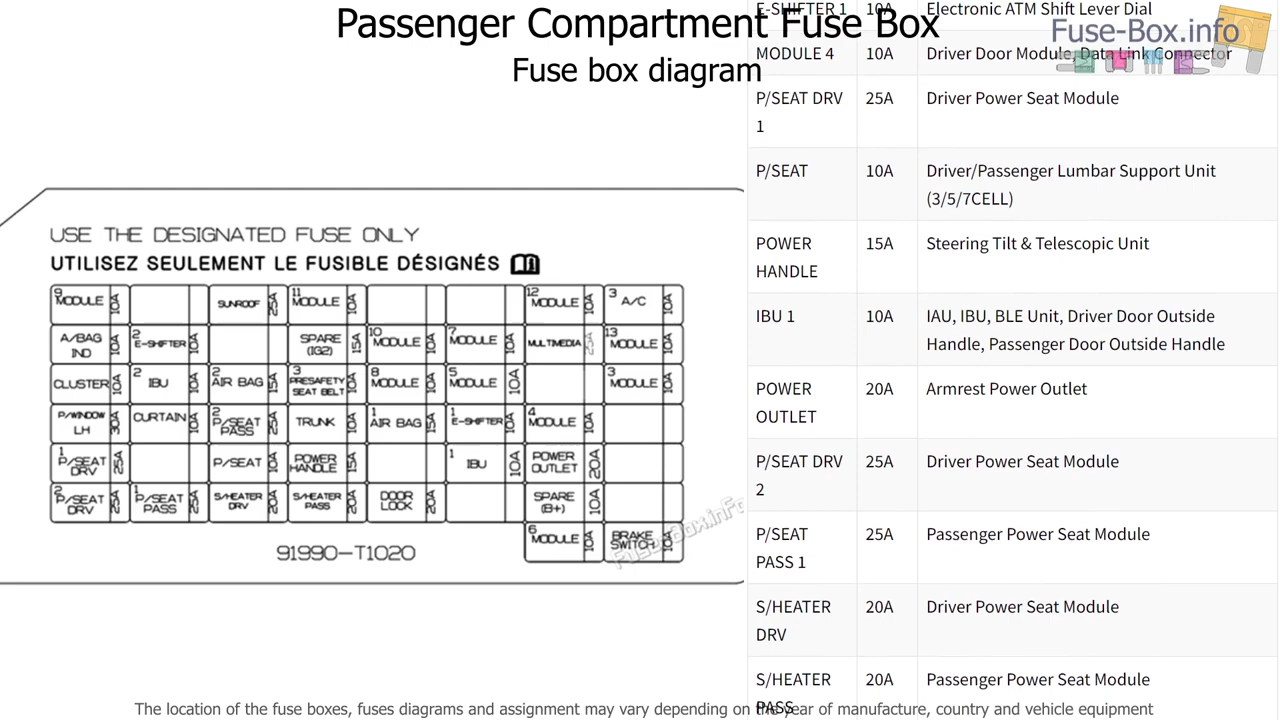 Passenger Compartment Fuse Box
Fuse box diagram
Fuse-Box.info
USE THE DESIGNATED FUSE ONLY
UTILISEZ SEULEMENT LE FUSIBLE DÉSIGNÉS
9 MODULE 10A SUNROOF 25A 11 MODULE 10A 12 MODULE 10A 3 A/C 10A
A/BAG IND 10A 2 E-SHIFTER 10A SPARE (IG2) 15A 10 MODULE 10A 7 MODULE 10A MULTIMEDIA 25A 13 MODULE 10A
CLUSTER 10A 2 IBU 10A 2 AIR BAG 15A 3 PRESAFETY SEAT BELT 10A 8 MODULE 10A 5 MODULE 10A 3 MODULE 10A
P/WINDOW LH 30A CURTAIN 10A 2 P/SEAT PASS 25A TRUNK 10A 1 AIR BAG 15A 1 E-SHIFTER 10A 4 MODULE 10A
1 P/SEAT DRV 25A P/SEAT 10A POWER HANDLE 15A 1 IBU 10A POWER OUTLET 20A
2 P/SEAT DRV 25A 1 P/SEAT PASS 25A S/HEATER DRV 20A S/HEATER PASS 20A DOOR LOCK 20A SPARE (B+) 10A
6 MODULE 10A BRAKE SWITCH 10A
91990-T1020
Fuse-Box.info
E-SHIFTER 1 10A Electronic ATM Shift Lever Dial
MODULE 4 10A Driver Door Module, Data Link Connector
P/SEAT DRV 25A Driver Power Seat Module
1
P/SEAT 10A Driver/Passenger Lumbar Support Unit
(3/5/7CELL)
POWER 15A Steering Tilt & Telescopic Unit
HANDLE
IBU 1 10A IAU, IBU, BLE Unit, Driver Door Outside
Handle, Passenger Door Outside Handle
POWER 20A Armrest Power Outlet
OUTLET
P/SEAT DRV 25A Driver Power Seat Module
2
P/SEAT 25A Passenger Power Seat Module
PASS 1
S/HEATER 20A Driver Power Seat Module
DRV
S/HEATER 20A Passenger Power Seat Module
PASS
The location of the fuse boxes, fuses diagrams and assignment may vary depending on the year of manufacture, country and vehicle equipment